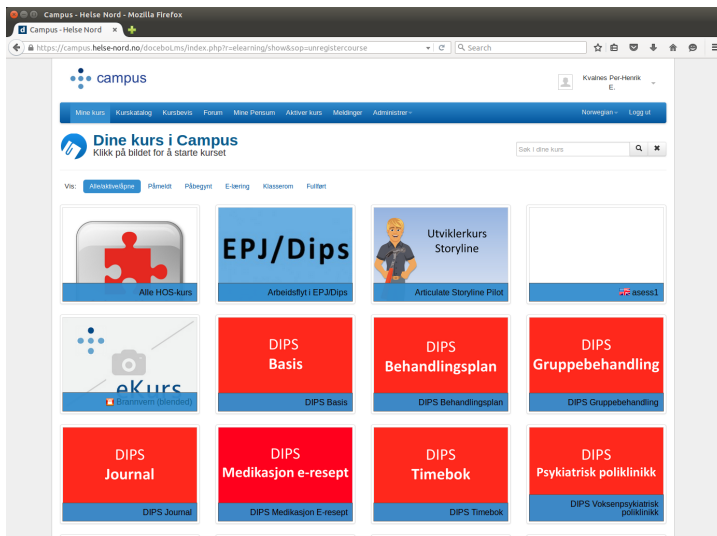 Campus - Helse Nord - Mozilla Firefox
Campus - Helse Nord
https://campus.helse-nord.no/doceboLms/index.php?r=elearning/show&sop=unregistercourse
Search
campus
Kvalnes Per-Henrik
E.
Mine kurs Kurskatalog Kursbevis Forum Mine Pensum Aktiver kurs Meldinger Administrer Norwegian Logg ut
Dine kurs i Campus
Klikk på bildet for å starte kurset
Søk i dine kurs
Vis: Alle/aktive/åpne Påmeldt Påbegynt E-læring Klasserom Fullført
Alle HOS-kurs
EPJ/Dips
Arbeidsflyt i EPJ/Dips
Utviklerkurs
Storyline
Articulate Storyline Pilot
asess1
eKurs
Brannvern (blended)
DIPS
Basis
DIPS Basis
DIPS
Behandlingsplan
DIPS Behandlingsplan
DIPS
Gruppebehandling
DIPS Gruppebehandling
DIPS
Journal
DIPS Journal
DIPS
Medikasjon e-resept
DIPS Medikasjon E-resept
DIPS
Timebok
DIPS Timebok
DIPS
Psykiatrisk poliklinikk
DIPS Voksenpsykiatrisk
poliklinikk